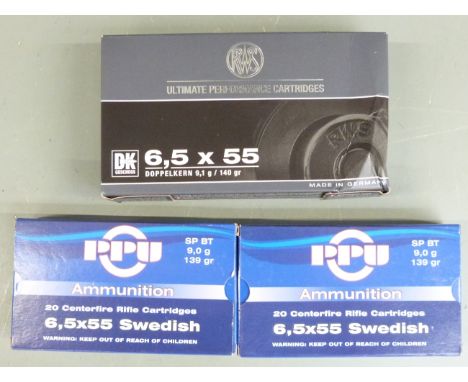 RWS
ULTIMATE PERFORMANCE CARTRIDGES
RWS
DK
GESCHOSS
6,5 x 55
DOPPELKERN 9,1 g / 140 gr
MADE IN GERMANY
PPU
SP BT
9,0 g
139 gr
Ammunition
20 Centerfire Rifle Cartridges
6,5x55 Swedish
WARNING: KEEP OUT OF REACH OF CHILDREN
PPU
SP BT
9,0 g
139 gr
Ammunition
20 Centerfire Rifle Cartridges
6,5x55 Swedish
WARNING: KEEP OUT OF REACH OF CHILDREN